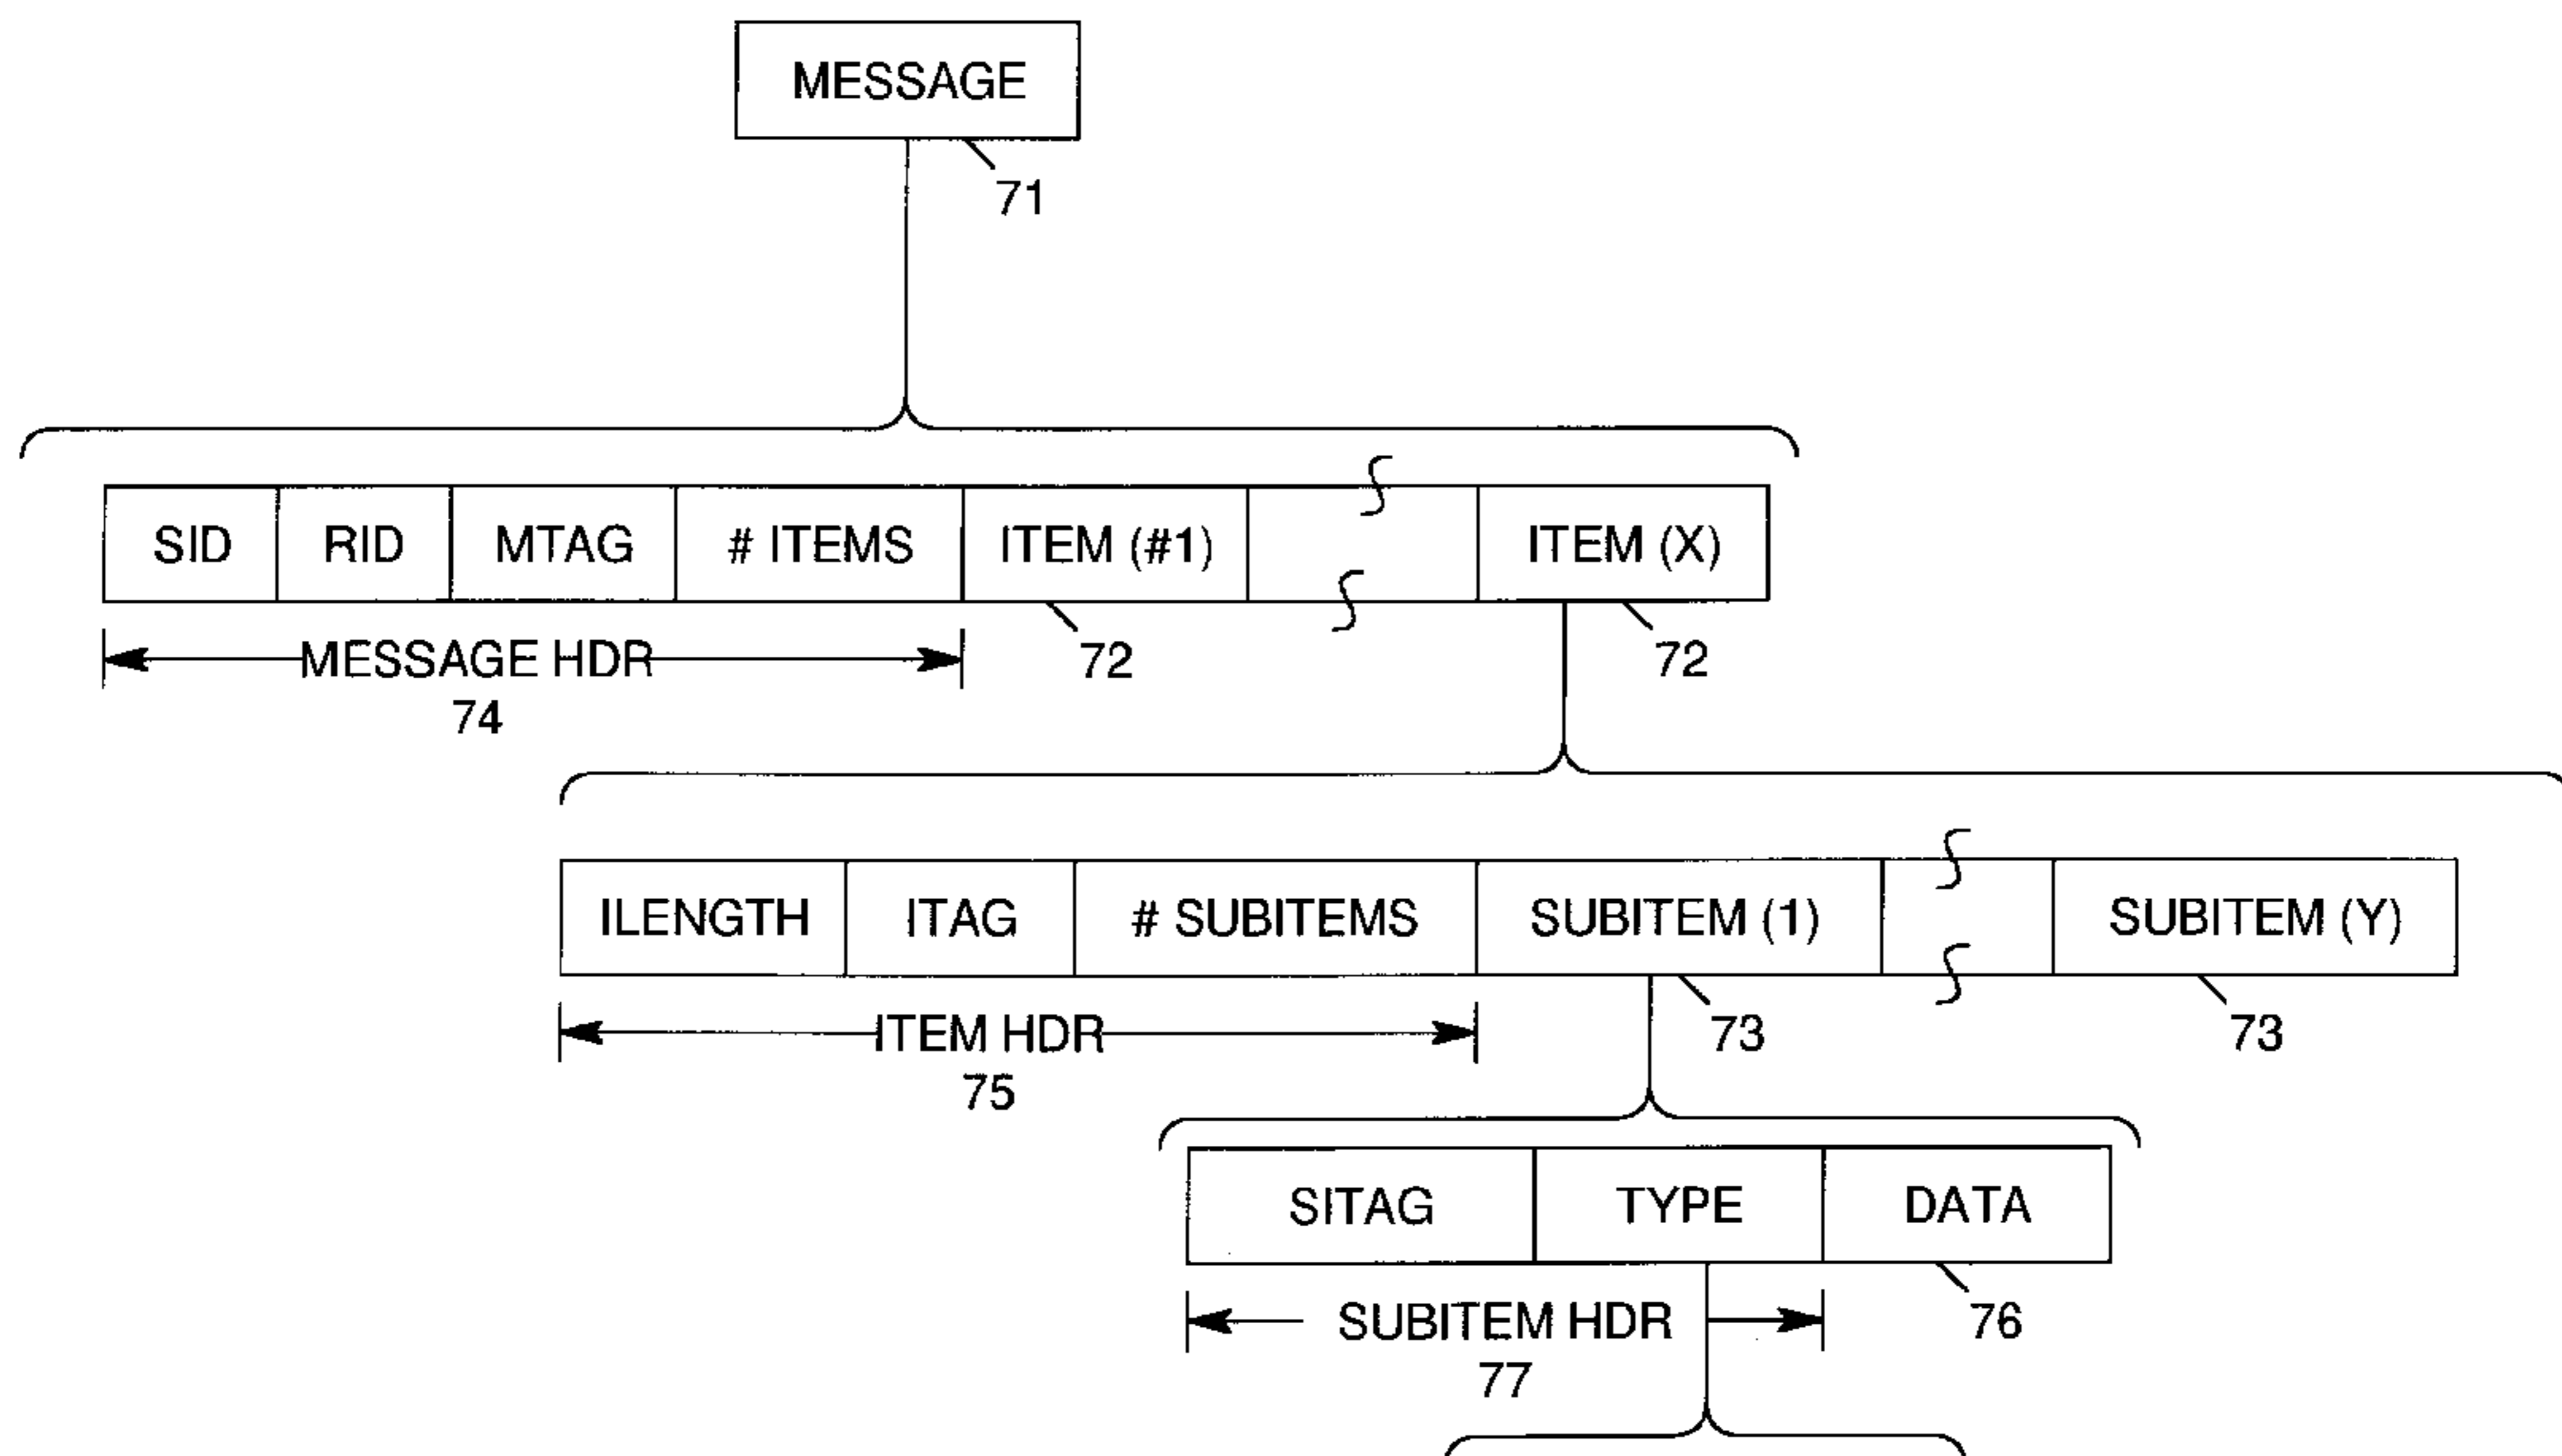 MESSAGE
71
SID RID MTAG # ITEMS ITEM (#1) ITEM (X)
MESSAGE HDR 72 72
74
ILENGTH ITAG # SUBITEMS SUBITEM (1) SUBITEM (Y)
ITEM HDR 73 73
75
SITAG TYPE DATA
SUBITEM HDR 76
77